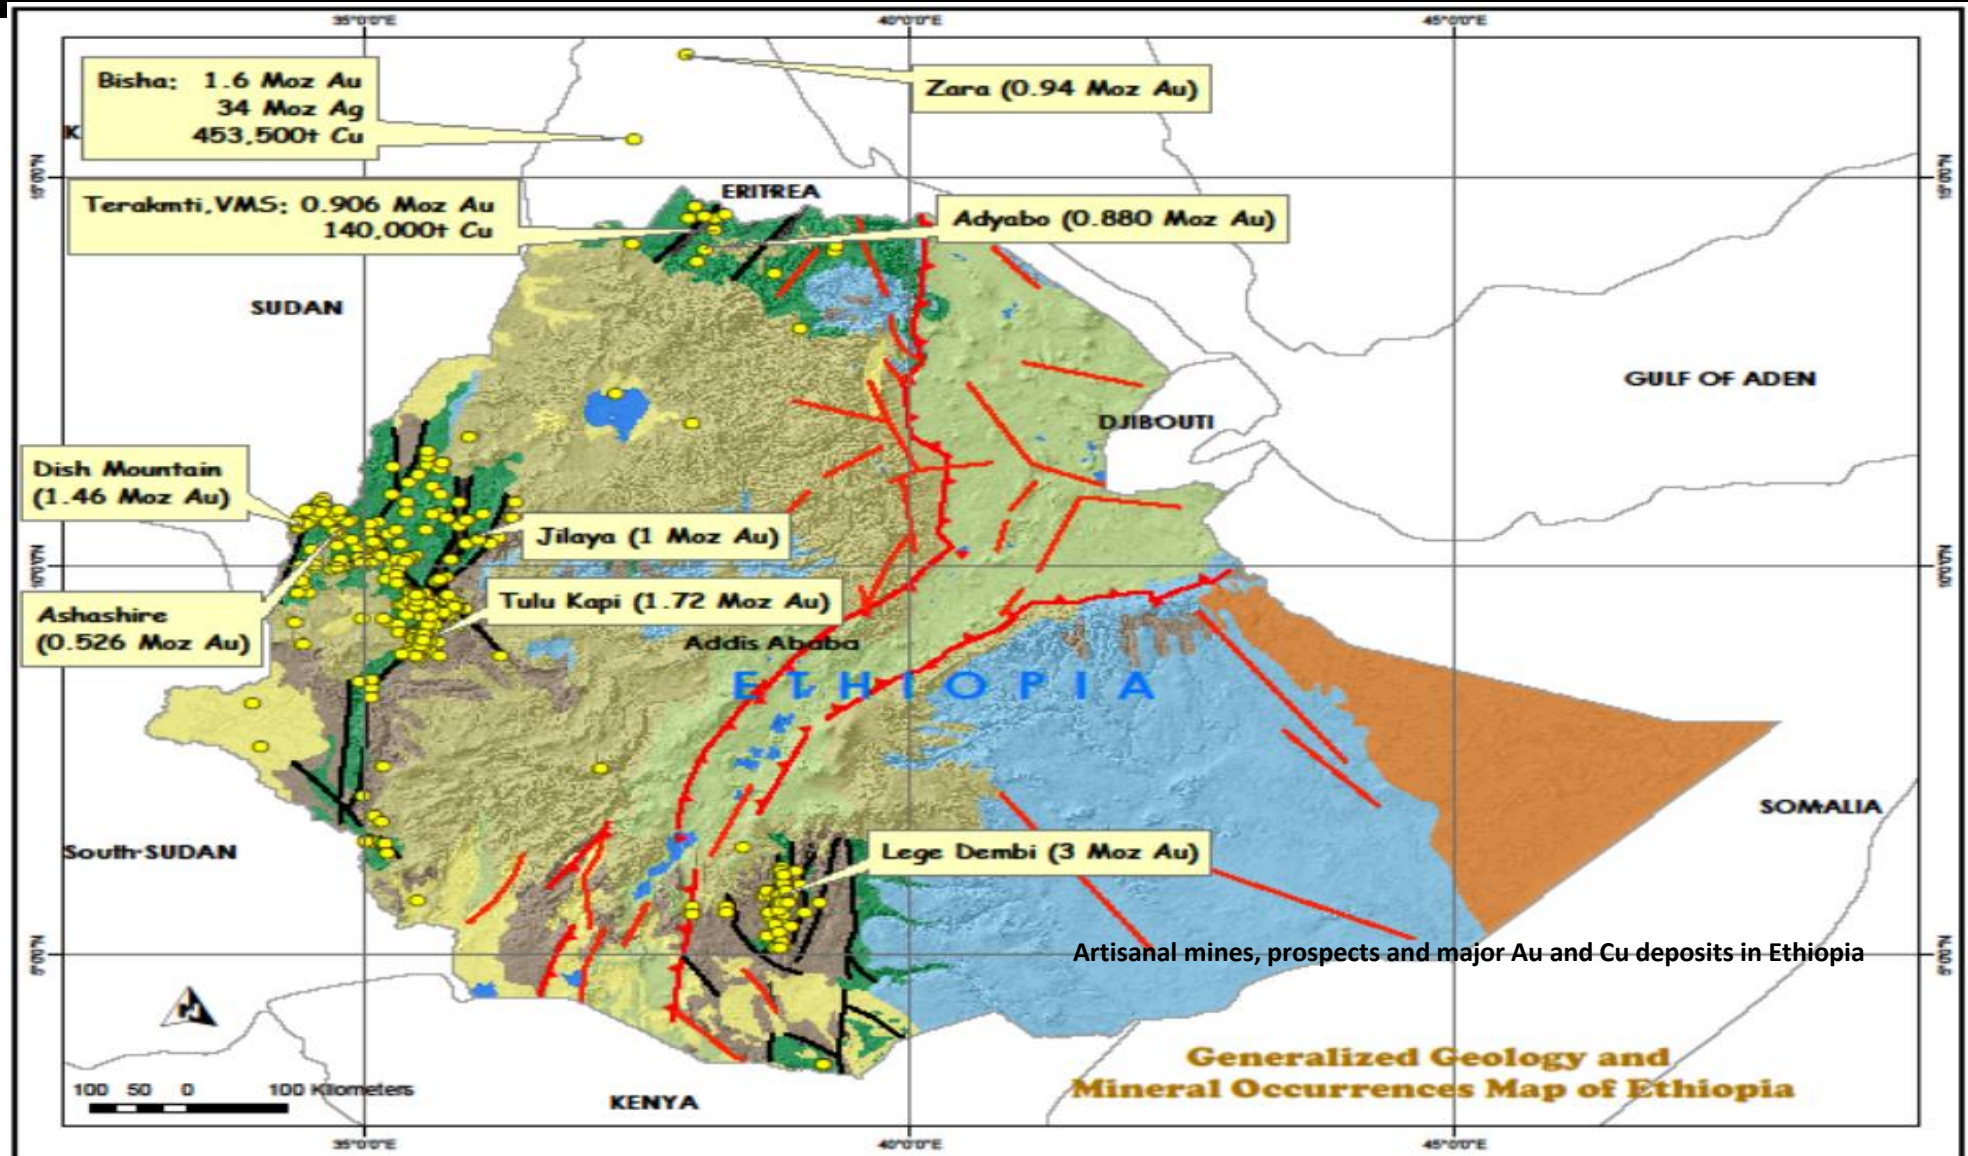 35°0'0"E
40°0'0"E
45°0'0"E
Bisha: 1.6 Moz Au
34 Moz Ag
453,500t Cu
K
Zara (0.94 Moz Au)
15°0'0"N
15°0'0"N
ERITREA
Terakmti,VMS: 0.906 Moz Au
140,000t Cu
Adyabo (0.880 Moz Au)
SUDAN
GULF OF ADEN
DJIBOUTI
Dish Mountain
(1.46 Moz Au)
Jilaya (1 Moz Au)
10°0'0"N
10°0'0"N
Ashashire
(0.526 Moz Au)
Tulu Kapi (1.72 Moz Au)
Addis Ababa
ETHIOPIA
SOMALIA
South SUDAN
Lege Dembi (3 Moz Au)
Artisanal mines, prospects and major Au and Cu deposits in Ethiopia
5°0'0"N
5°0'0"N
N
Generalized Geology and
Mineral Occurrences Map of Ethiopia
100 50 0 100 Kilometers
KENYA
35°0'0"E
40°0'0"E
45°0'0"E